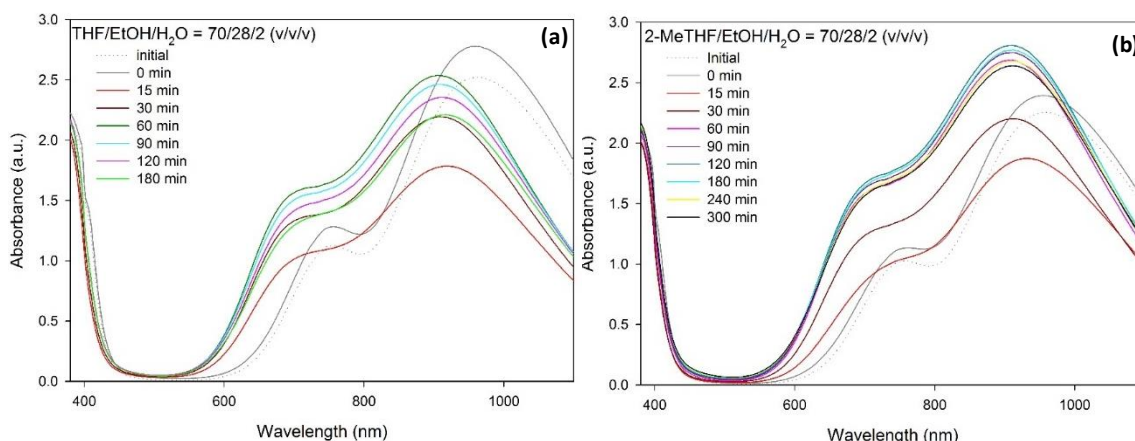 THF/EtOH/H₂O = 70/28/2 (v/v/v)
(a)
initial
0 min
15 min
30 min
60 min
90 min
120 min
180 min
Absorbance (a.u.)
3.0
2.5
2.0
1.5
1.0
0.5
0.0
400 600 800 1000
Wavelength (nm)
2-MeTHF/EtOH/H₂O = 70/28/2 (v/v/v)
(b)
Initial
0 min
15 min
30 min
60 min
90 min
120 min
180 min
240 min
300 min
Absorbance (a.u.)
3.0
2.5
2.0
1.5
1.0
0.5
0.0
400 600 800 1000
Wavelength (nm)